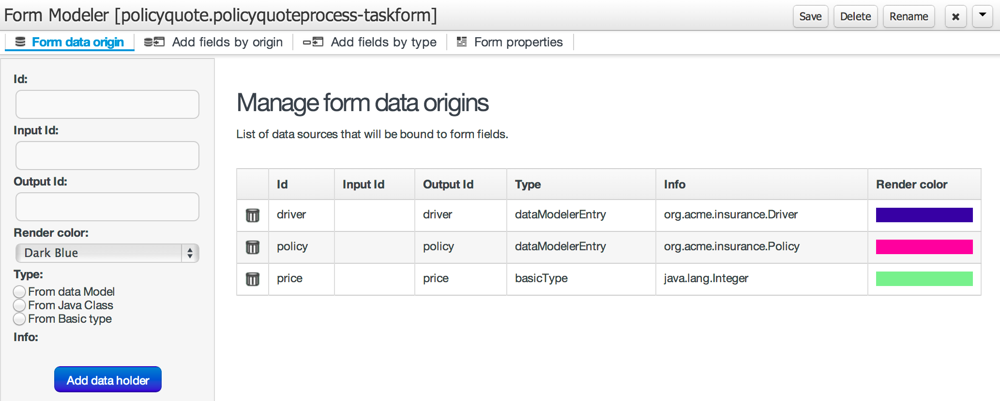 Form Modeler [policyquote.policyquoteprocess-taskform] Save Delete Rename
Form data origin Add fields by origin Add fields by type Form properties
Id:
Input Id:
Output Id:
Render color:
Dark Blue
Type:
From data Model
From Java Class
From Basic type
Info:
Add data holder
Manage form data origins
List of data sources that will be bound to form fields.
Id Input Id Output Id Type Info Render color
driver driver dataModelerEntry org.acme.insurance.Driver
policy policy dataModelerEntry org.acme.insurance.Policy
price price basicType java.lang.Integer